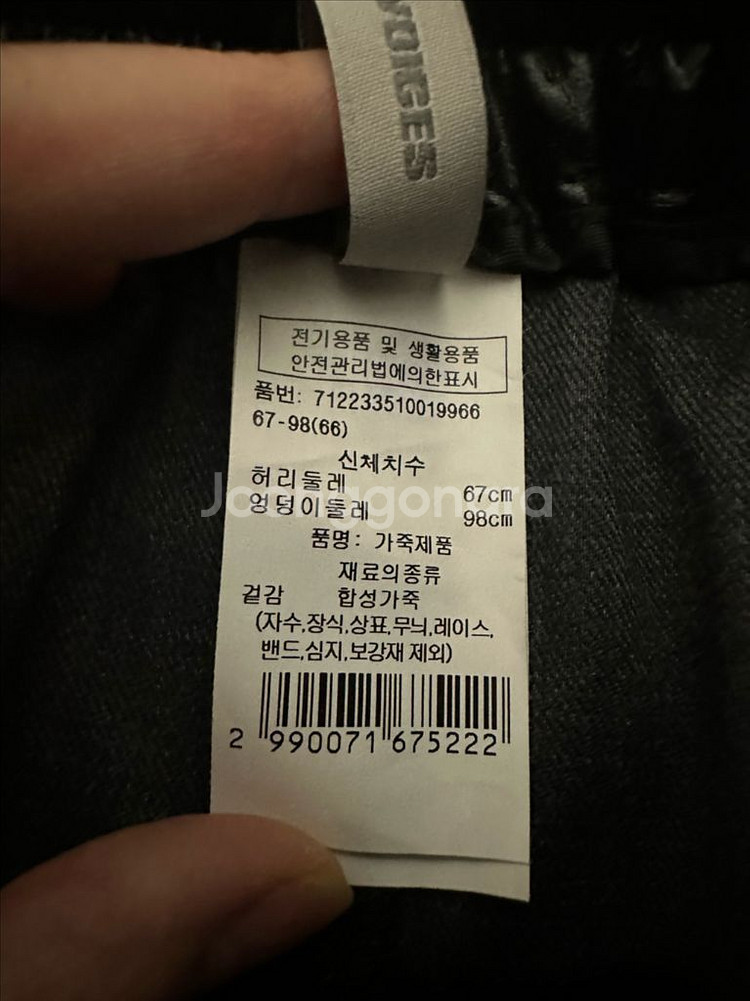 VOICES
전기용품 및 생활용품
안전관리법에의한표시
품번: 712233510019966
67-98(66)
신체치수
허리둘레 67cm
엉덩이둘레 98cm
품명: 가죽제품
재료의종류
겉감 합성가죽
(자수,장식,상표,무늬,레이스,
밴드,심지,보강재 제외)
2 990071 675222
Joonggonara